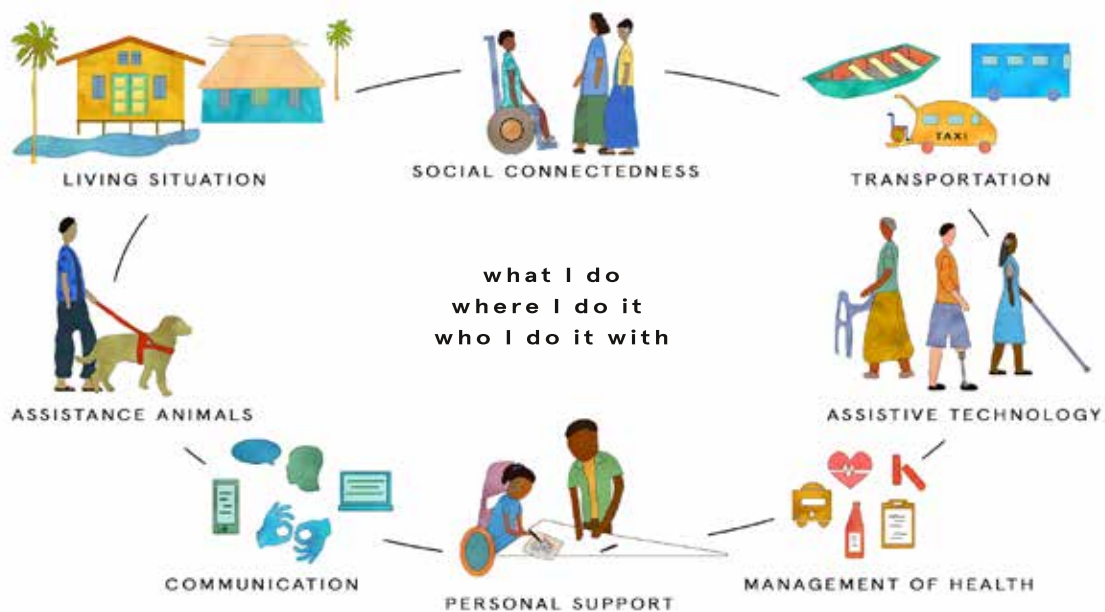 LIVING SITUATION
SOCIAL CONNECTEDNESS
TRANSPORTATION
TAXI
what I do
where I do it
who I do it with
ASSISTANCE ANIMALS
ASSISTIVE TECHNOLOGY
COMMUNICATION
PERSONAL SUPPORT
MANAGEMENT OF HEALTH